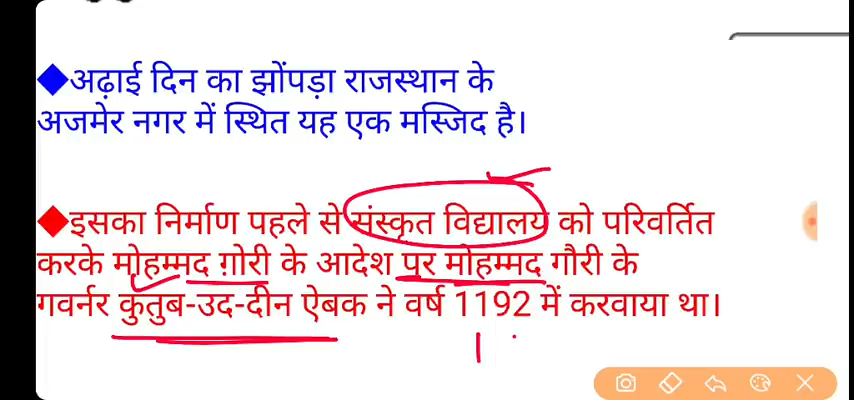 ◆अढ़ाई दिन का झोंपड़ा राजस्थान के
अजमेर नगर में स्थित यह एक मस्जिद है।
◆इसका निर्माण पहले से संस्कृत विद्यालय को परिवर्तित
करके मोहम्मद ग़ोरी के आदेश पर मोहम्मद गौरी के
गवर्नर कुतुब-उद-दीन ऐबक ने वर्ष 1192 में करवाया था।